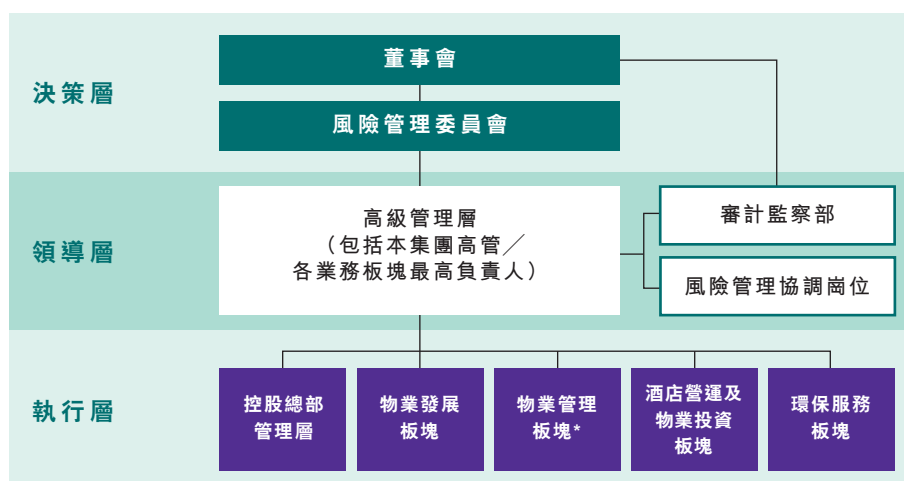 決策層
董事會
風險管理委員會
領導層
高級管理層
（包括本集團高管／
各業務板塊最高負責人）
審計監察部
風險管理協調崗位
執行層
控股總部
管理層
物業發展
板塊
物業管理
板塊*
酒店營運及
物業投資
板塊
環保服務
板塊